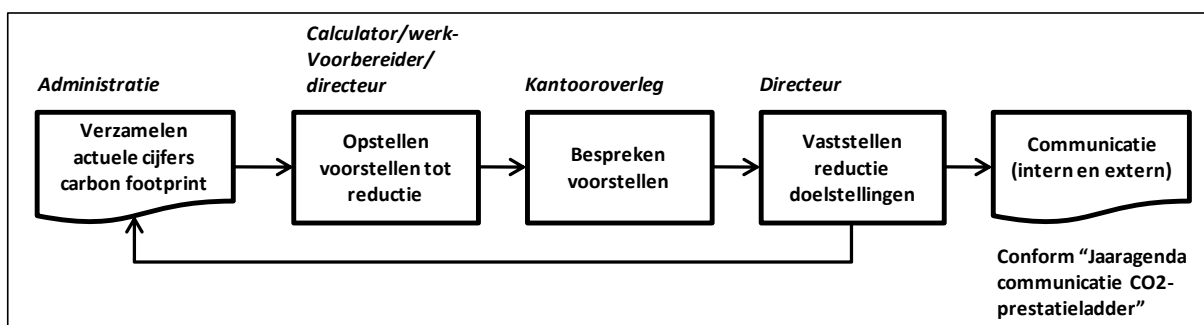 Administratie
Verzamelen
actuele cijfers
carbon footprint
Calculator/werk-
Voorbereider/
directeur
Opstellen
voorstellen tot
reductie
Kantooroverleg
Bespreken
voorstellen
Directeur
Vaststellen
reductie
doelstellingen
Communicatie
(intern en extern)
Conform “Jaaragenda
communicatie CO2-
prestatieladder”